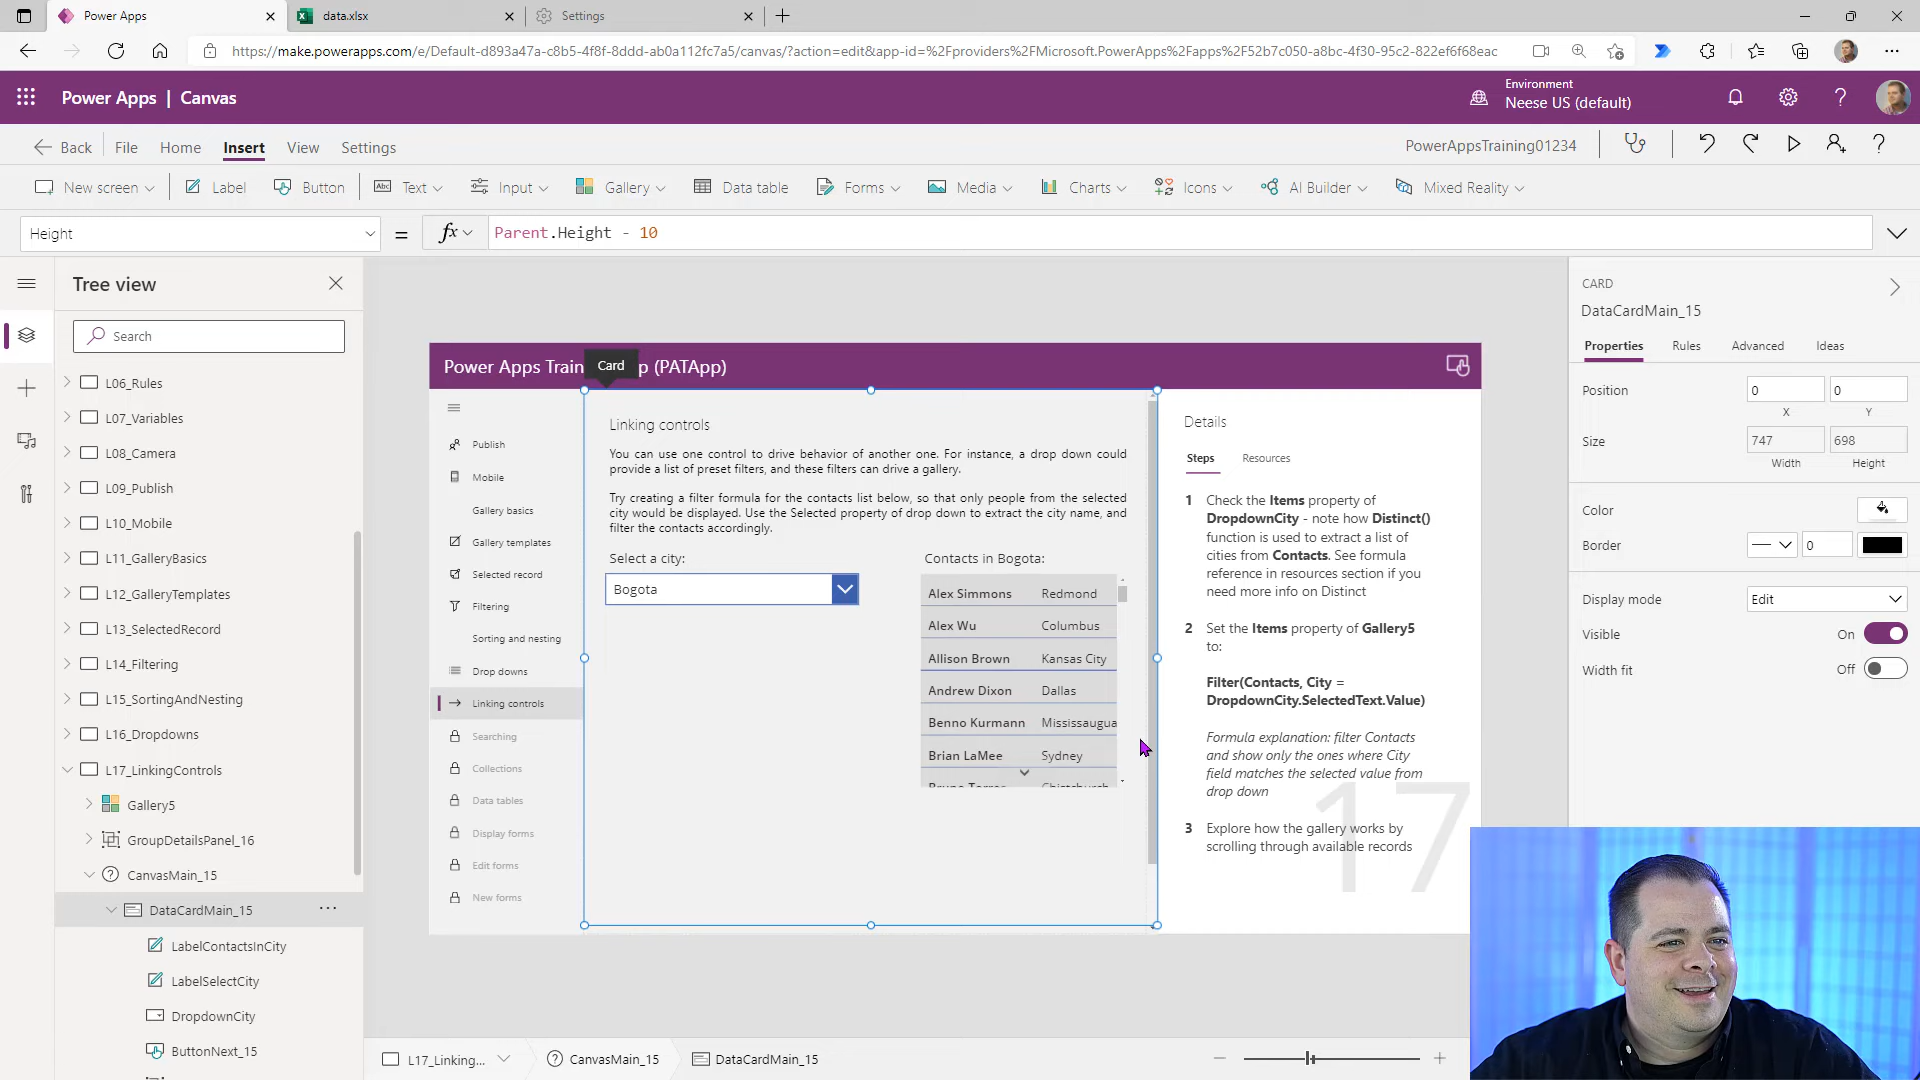 Power Apps
data.xlsx
Settings
https://make.powerapps.com/e/Default-d893a47a-c8b5-4f8f-8ddd-ab0a112fc7a5/canvas/?action=edit&app-id=%2Fproviders%2FMicrosoft.PowerApps%2Fapps%2F52b7c050-a8bc-4f30-95c2-822ef6f68eac
Power Apps | Canvas
Environment
Neese US (default)
Back File Home Insert View Settings
PowerAppsTraining01234
New screen Label Button Text Input Gallery Data table Forms Media Charts Icons AI Builder Mixed Reality
Height = fx Parent.Height - 10
Tree view
Search
L06_Rules
L07_Variables
L08_Camera
L09_Publish
L10_Mobile
L11_GalleryBasics
L12_GalleryTemplates
L13_SelectedRecord
L14_Filtering
L15_SortingAndNesting
L16_Dropdowns
L17_LinkingControls
Gallery5
GroupDetailsPanel_16
CanvasMain_15
DataCardMain_15
LabelContactsInCity
LabelSelectCity
DropdownCity
ButtonNext_15
Power Apps Train
Card
p (PATApp)
Publish
Mobile
Gallery basics
Gallery templates
Selected record
Filtering
Sorting and nesting
Drop downs
Linking controls
Searching
Collections
Data tables
Display forms
Edit forms
New forms
Linking controls
You can use one control to drive behavior of another one. For instance, a drop down could
provide a list of preset filters, and these filters can drive a gallery.
Try creating a filter formula for the contacts list below, so that only people from the selected
city would be displayed. Use the Selected property of drop down to extract the city name, and
filter the contacts accordingly.
Select a city:
Bogota
Contacts in Bogota:
Alex Simmons Redmond
Alex Wu Columbus
Allison Brown Kansas City
Andrew Dixon Dallas
Benno Kurmann Mississaugua
Brian LaMee Sydney
Details
Steps Resources
1 Check the Items property of
DropdownCity - note how Distinct()
function is used to extract a list of
cities from Contacts. See formula
reference in resources section if you
need more info on Distinct
2 Set the Items property of Gallery5
to:
Filter(Contacts, City =
DropdownCity.SelectedText.Value)
Formula explanation: filter Contacts
and show only the ones where City
field matches the selected value from
drop down
3 Explore how the gallery works by
scrolling through available records
17
CARD
DataCardMain_15
Properties Rules Advanced Ideas
Position 0 0
X Y
Size 747 698
Width Height
Color
Border 0
Display mode Edit
Visible On
Width fit Off
L17_Linking... CanvasMain_15 DataCardMain_15